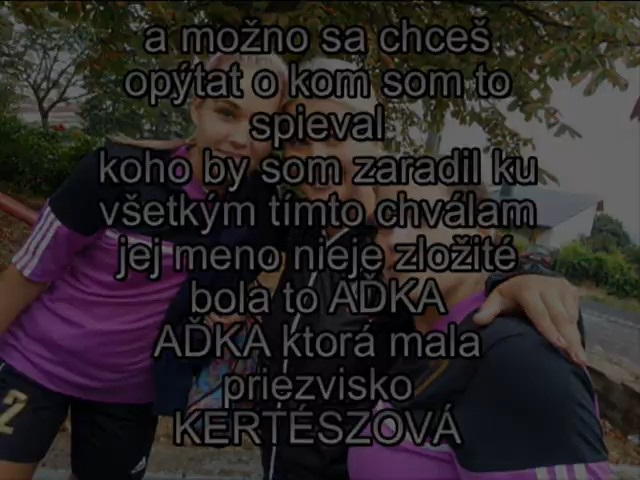 a možno sa chceš
opýtat o kom som to
spieval
koho by som zaradil ku
všetkým tímto chválam
jej meno nieje zložité
bola to AĎKA
AĎKA ktorá mala
priezvisko
KERTÉSZOVÁ
2